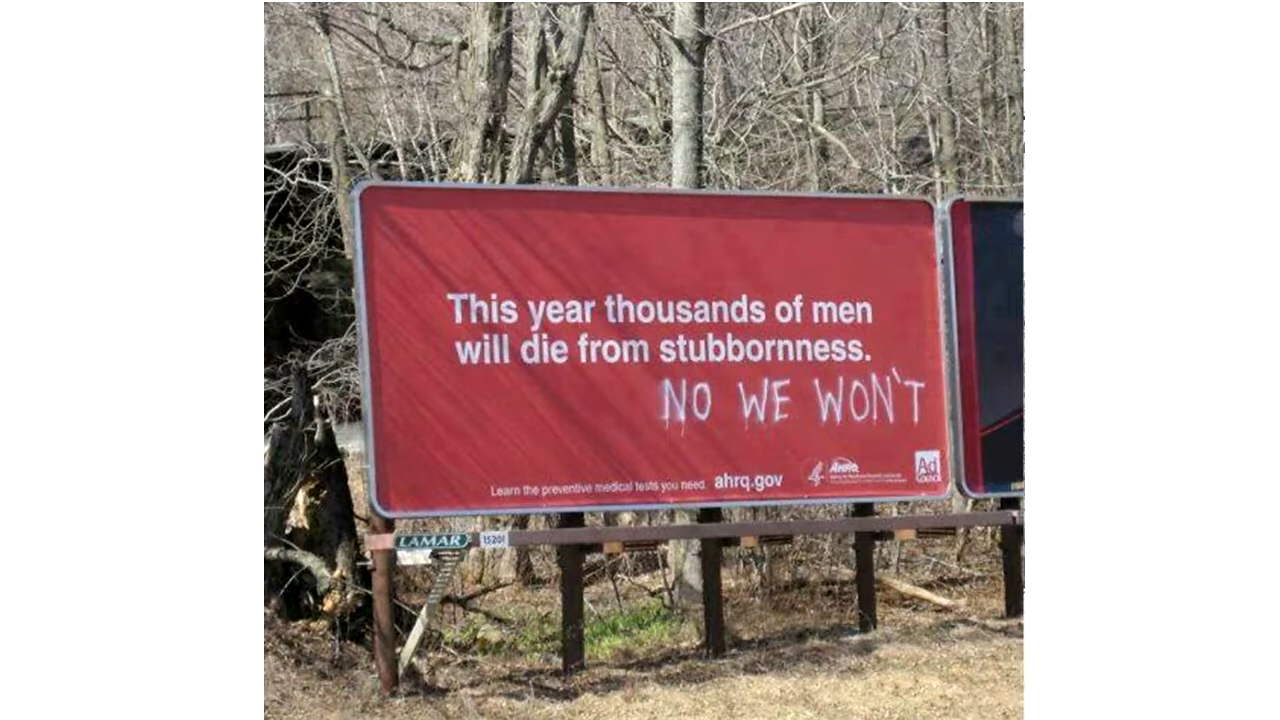 This year thousands of men
will die from stubbornness.
NO WE WON'T
Learn the preventive medical tests you need. ahrq.gov
AHRQ
Ad
COUNCIL
LAMAR 15201